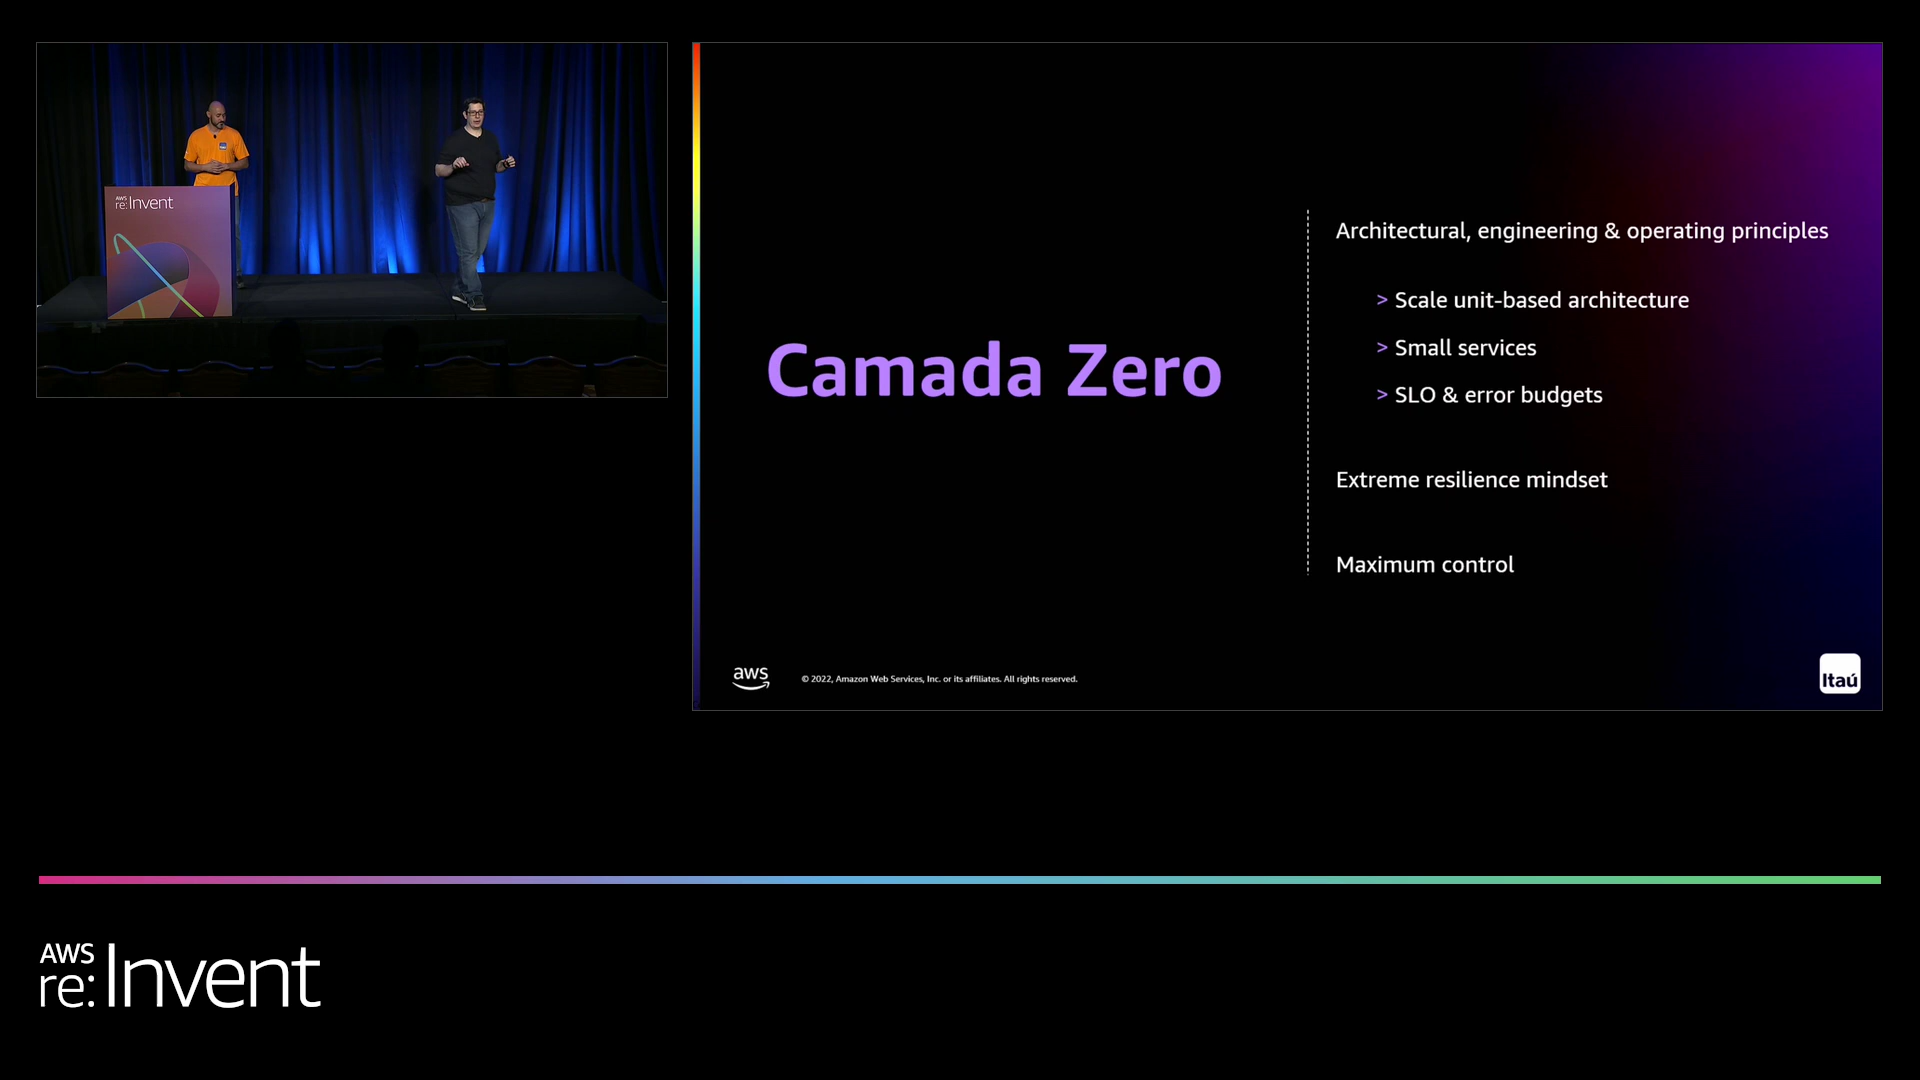 AWS
re:Invent
Camada Zero
Architectural, engineering & operating principles
> Scale unit-based architecture
> Small services
> SLO & error budgets
Extreme resilience mindset
Maximum control
aws
© 2022, Amazon Web Services, Inc. or its affiliates. All rights reserved.
Itaú
AWS
re:Invent